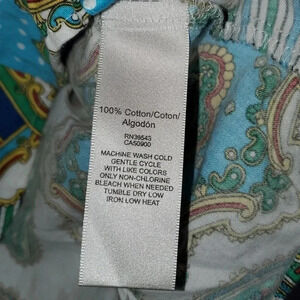 100% Cotton/Coton/
Algodón
RN39543
CA50900
MACHINE WASH COLD
GENTLE CYCLE
WITH LIKE COLORS
ONLY NON-CHLORINE
BLEACH WHEN NEEDED
TUMBLE DRY LOW
IRON LOW HEAT